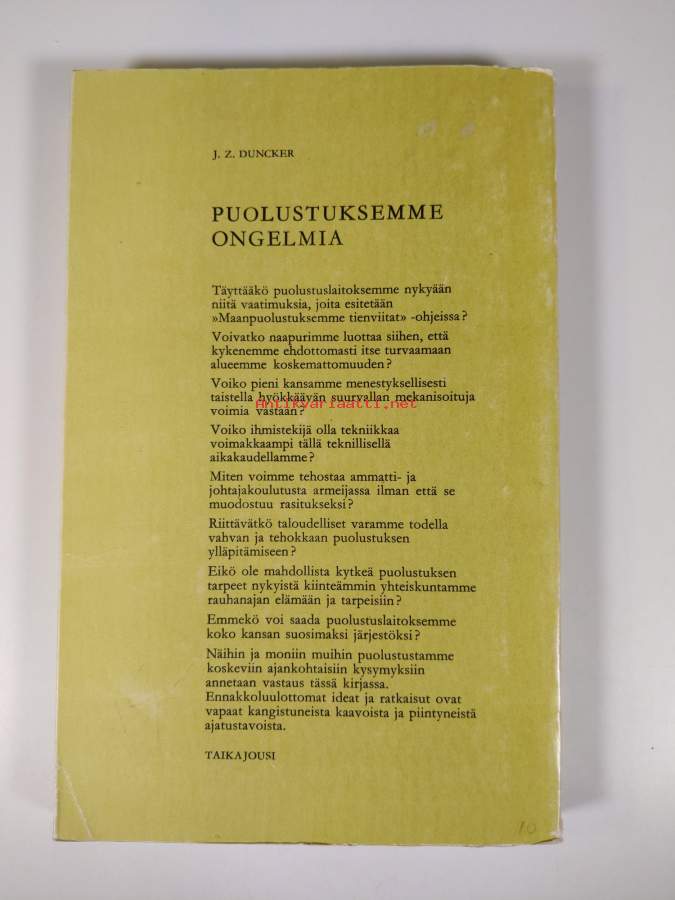 J. Z. DUNCKER
PUOLUSTUKSEMME
ONGELMIA
Täyttääkö puolustuslaitoksemme nykyään
niitä vaatimuksia, joita esitetään
»Maanpuolustuksemme tienviitat» -ohjeissa?
Voivatko naapurimme luottaa siihen, että
kykenemme ehdottomasti itse turvaamaan
alueemme koskemattomuuden?
Voiko pieni kansamme menestyksellisesti
taistella hyökkäävän suurvallan mekanisoituja
Antikvariaatti.net
voimia vastaan?
Voiko ihmistekijä olla tekniikkaa
voimakkaampi tällä teknillisellä
aikakaudellamme?
Miten voimme tehostaa ammatti- ja
johtajakoulutusta armeijassa ilman että se
muodostuu rasitukseksi?
Riittävätkö taloudelliset varamme todella
vahvan ja tehokkaan puolustuksen
ylläpitämiseen?
Eikö ole mahdollista kytkeä puolustuksen
tarpeet nykyistä kiinteämmin yhteiskuntamme
rauhanajan elämään ja tarpeisiin?
Emmekö voi saada puolustuslaitoksemme
koko kansan suosimaksi järjestöksi?
Näihin ja moniin muihin puolustustamme
koskeviin ajankohtaisiin kysymyksiin
annetaan vastaus tässä kirjassa.
Ennakkoluulottomat ideat ja ratkaisut ovat
vapaat kangistuneista kaavoista ja piintyneistä
ajatustavoista.
TAIKAJOUSI
10